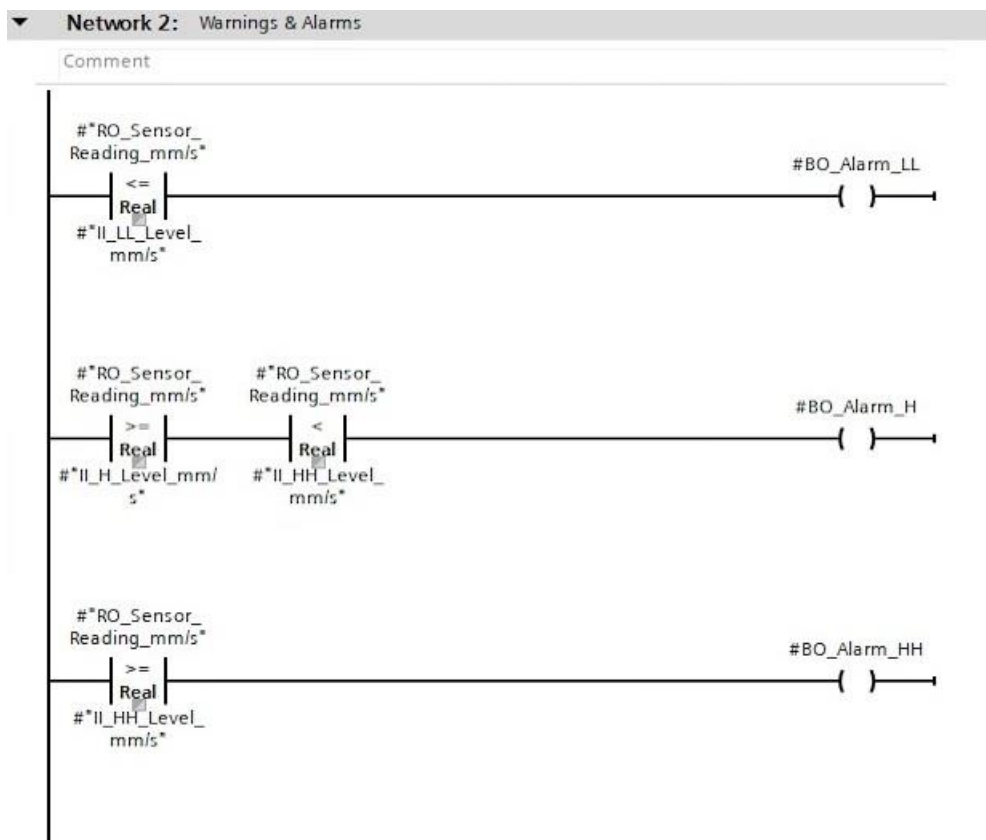 Network 2: Warnings & Alarms
Comment
#"RO_Sensor_
Reading_mm/s"
#BO_Alarm_LL
<=
Real
#"II_LL_Level_
mm/s"
#"RO_Sensor_
Reading_mm/s"
#"RO_Sensor_
Reading_mm/s"
#BO_Alarm_H
>=
Real
<
Real
#"II_H_Level_mm/
s"
#"II_HH_Level_
mm/s"
#"RO_Sensor_
Reading_mm/s"
#BO_Alarm_HH
>=
Real
#"II_HH_Level_
mm/s"